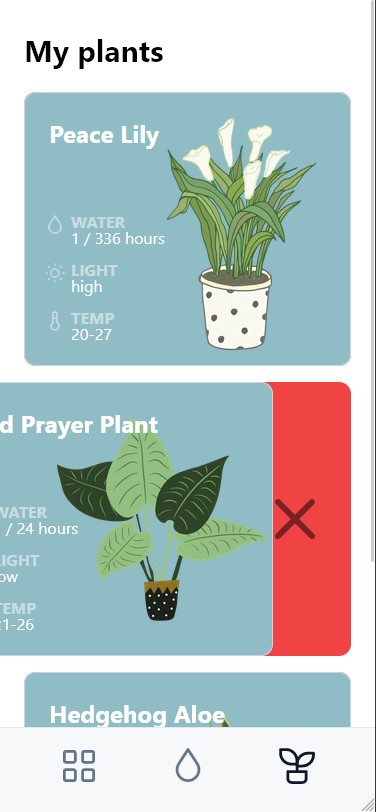 My plants
Peace Lily
WATER
1 / 336 hours
LIGHT
high
TEMP
20-27
d Prayer Plant
WATER
/ 24 hours
LIGHT
ow
TEMP
21-26
Hedgehog Aloe